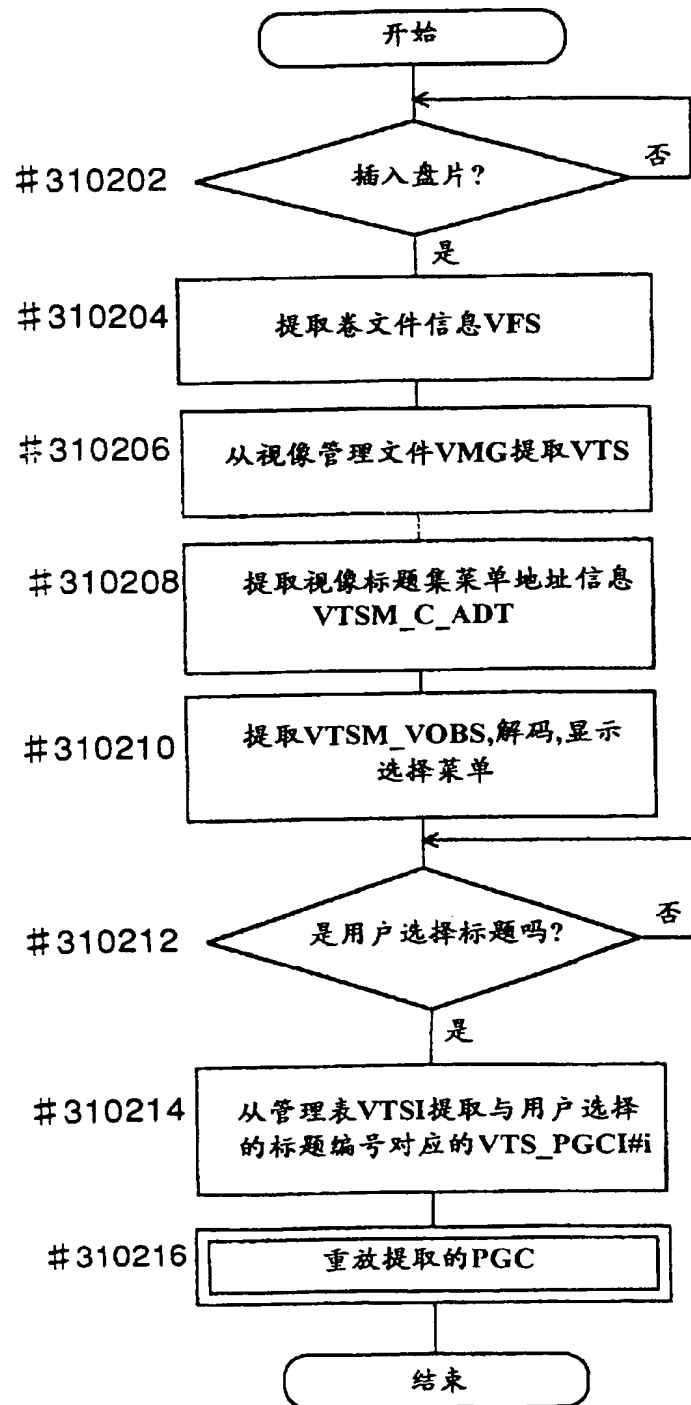 开始
#310202
插入盘片?
否
是
#310204
提取卷文件信息VFS
#310206
从视像管理文件VMG提取VTS
#310208
提取视像标题集菜单地址信息
VTSM_C_ADT
#310210
提取VTSM_VOBS,解码,显示
选择菜单
#310212
是用户选择标题吗?
否
是
#310214
从管理表VTSI提取与用户选择
的标题编号对应的VTS_PGCI#i
#310216
重放提取的PGC
结束